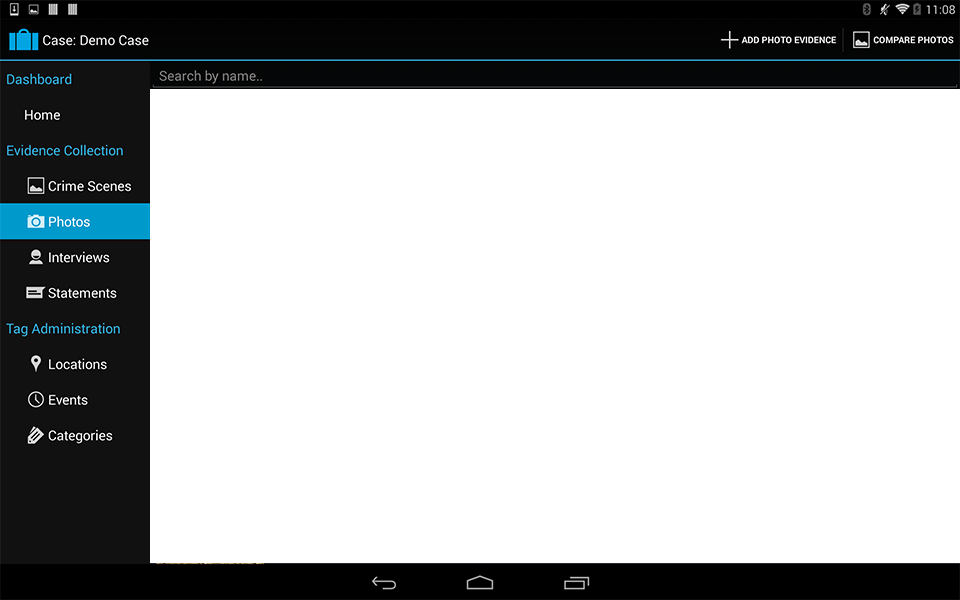 11:08
Case: Demo Case
ADD PHOTO EVIDENCE
COMPARE PHOTOS
Dashboard
Search by name..
Home
Evidence Collection
Crime Scenes
Photos
Interviews
Statements
Tag Administration
Locations
Events
Categories